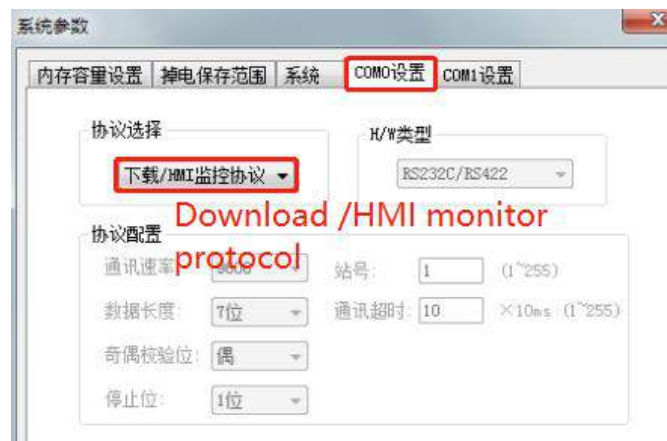 系统参数
内存容量设置 掉电保存范围 系统 COM0设置 COM1设置
协议选择
H/W类型
下载/HMI监控协议
RS232C/RS422
Download /HMI monitor
protocol
协议配置
通讯速率
站号: 1 (1~255)
数据长度: 7位
通讯超时: 10 ×10ms (1~255)
奇偶校验位: 偶
停止位: 1位